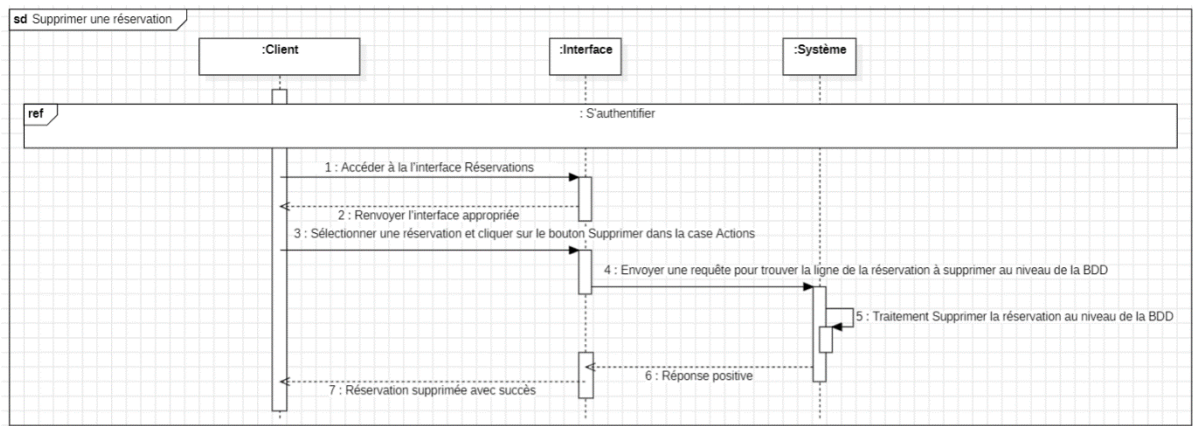 sd Supprimer une réservation
:Client
:Interface
:Système
ref
: S'authentifier
1 : Accéder à la l'interface Réservations
2 : Renvoyer l'interface appropriée
3 : Sélectionner une réservation et cliquer sur le bouton Supprimer dans la case Actions
4 : Envoyer une requête pour trouver la ligne de la réservation à supprimer au niveau de la BDD
5 : Traitement Supprimer la réservation au niveau de la BDD
6 : Réponse positive
7 : Réservation supprimée avec succès